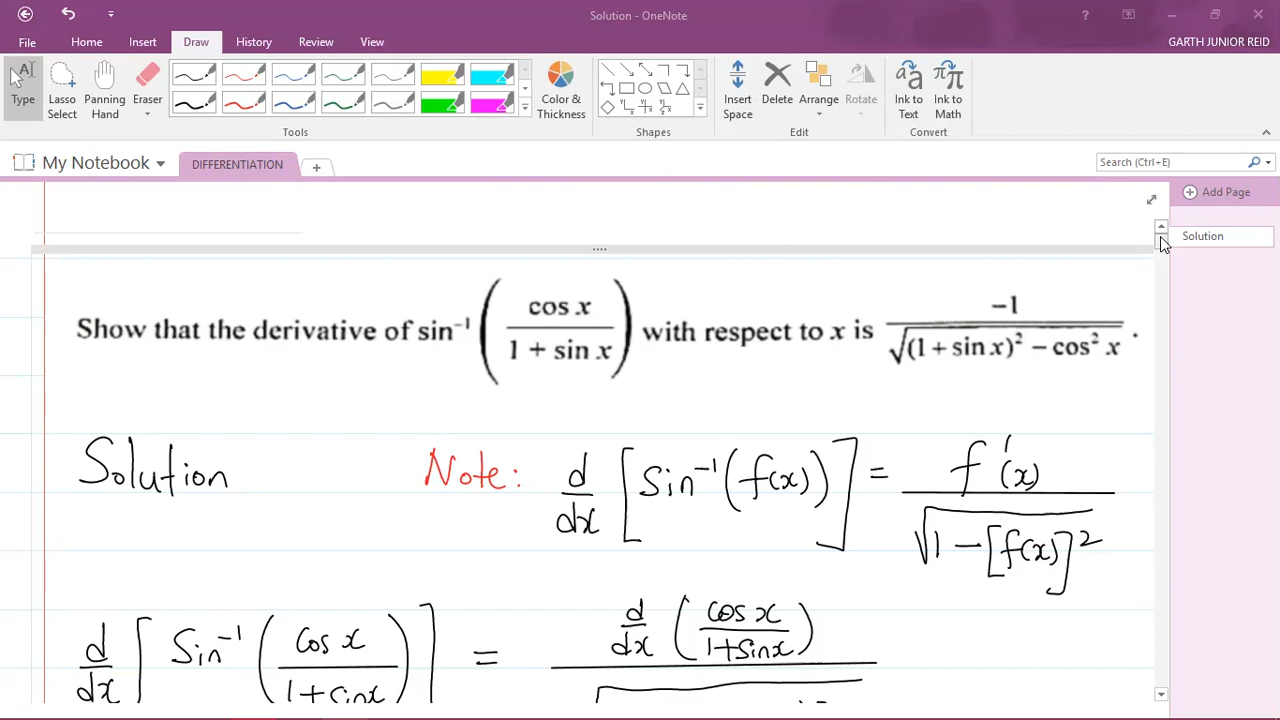 Solution - OneNote
?
File Home Insert Draw History Review View GARTH JUNIOR REID
Type
Lasso Select
Panning Hand
Eraser
Color & Thickness
Insert Space
Delete
Arrange
Rotate
Ink to Text
Ink to Math
Tools Shapes Edit Convert
My Notebook DIFFERENTIATION + Search (Ctrl+E)
Add Page
Solution
Show that the derivative of sin⁻¹ (cos x / 1 + sin x) with respect to x is -1 / √(1 + sin x)² – cos² x .
Solution Note: d/dx [Sin⁻¹(f(x))] = f'(x) / √1 – [f(x)]²
d/dx [Sin⁻¹ (Cos x / 1 + sin x)] = d/dx (Cos x / 1 + sin x)